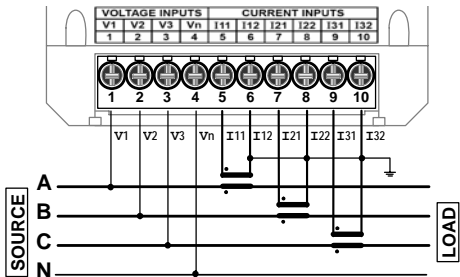 VOLTAGE INPUTS CURRENT INPUTS
V1 V2 V3 Vn I11 I12 I21 I22 I31 I32
1 2 3 4 5 6 7 8 9 10
1 2 3 4 5 6 7 8 9 10
V1 V2 V3 Vn I11 I12 I21 I22 I31 I32
SOURCE
A
B
C
N
LOAD